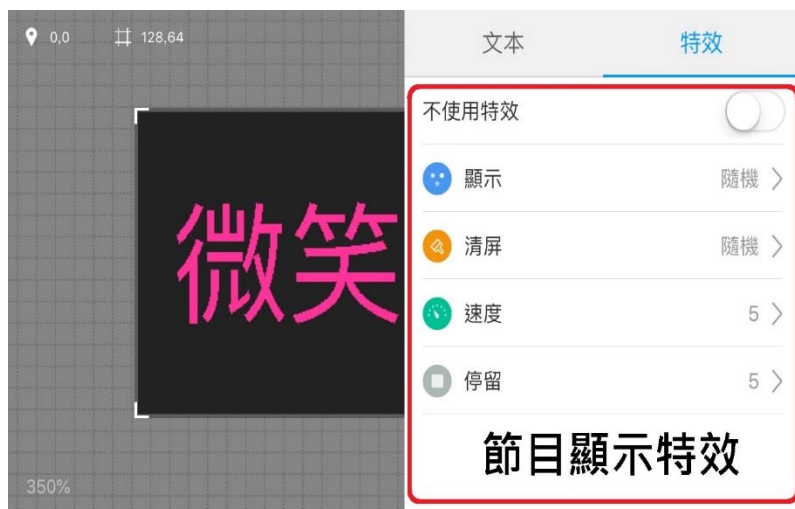 0,0 128,64
微笑
350%
文本 特效
不使用特效
顯示 隨機
清屏 隨機
速度 5
停留 5
節目顯示特效